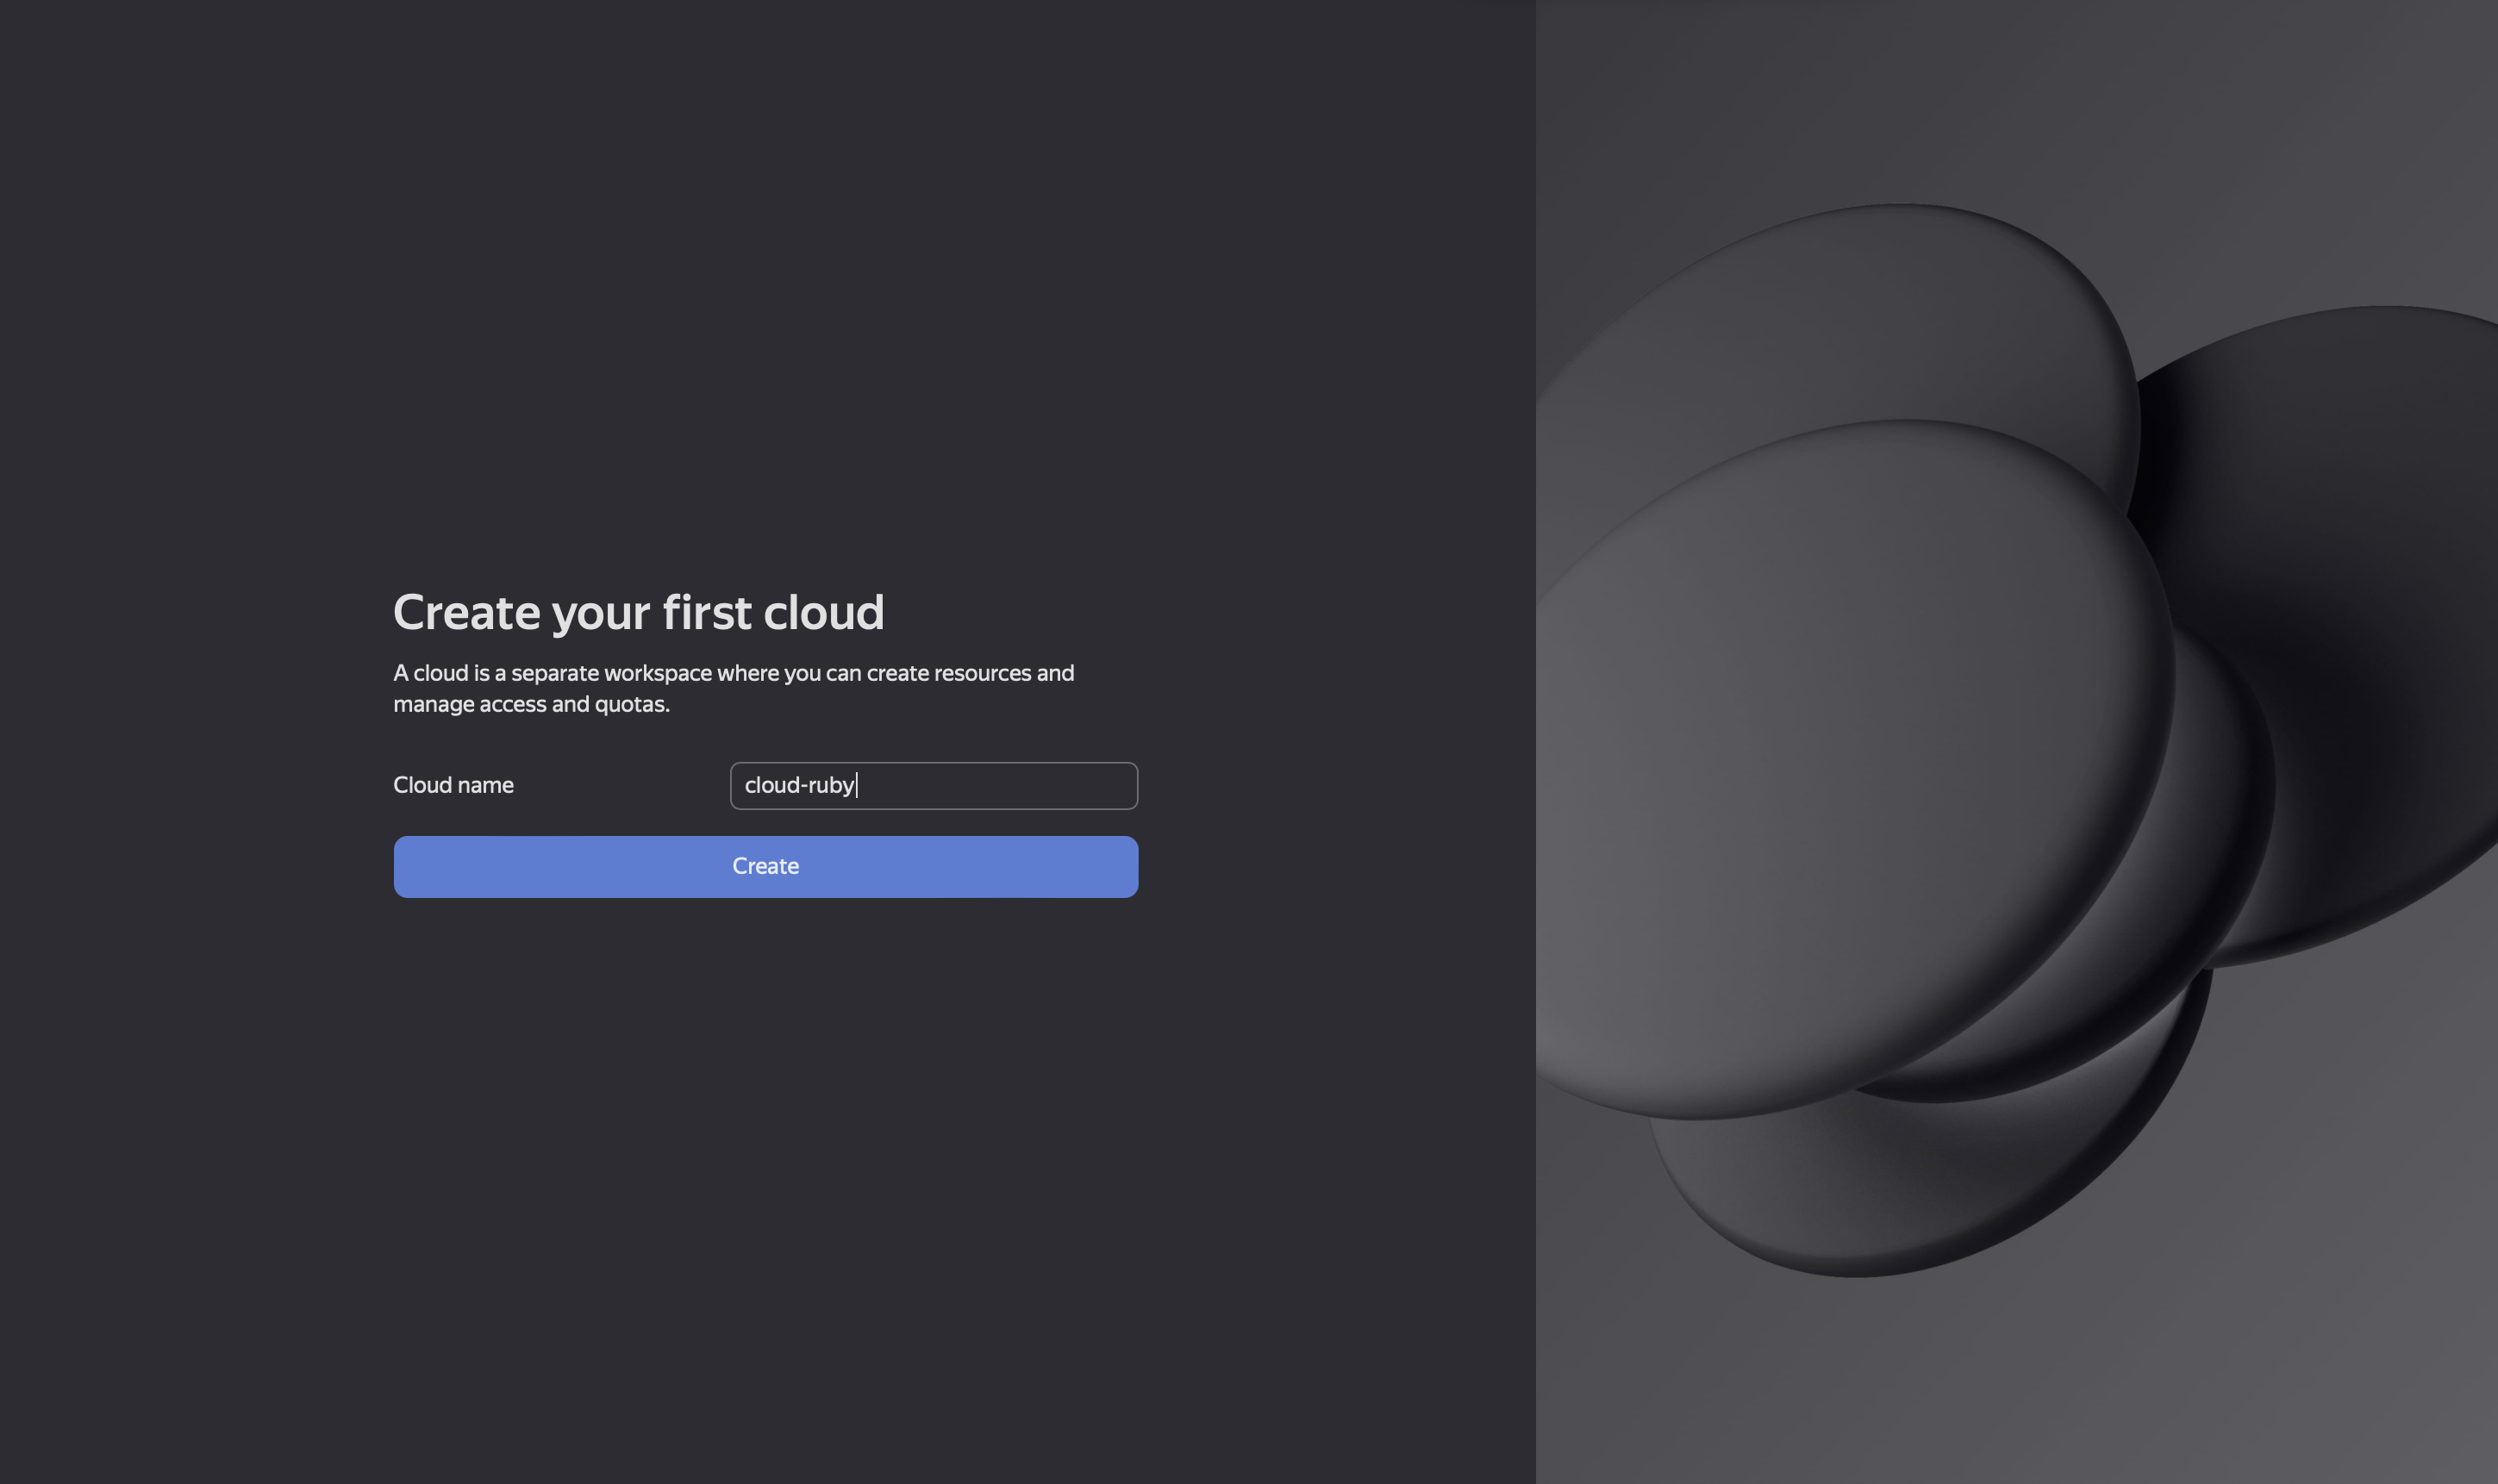 Create your first cloud
A cloud is a separate workspace where you can create resources and
manage access and quotas.
Cloud name
cloud-ruby
Create